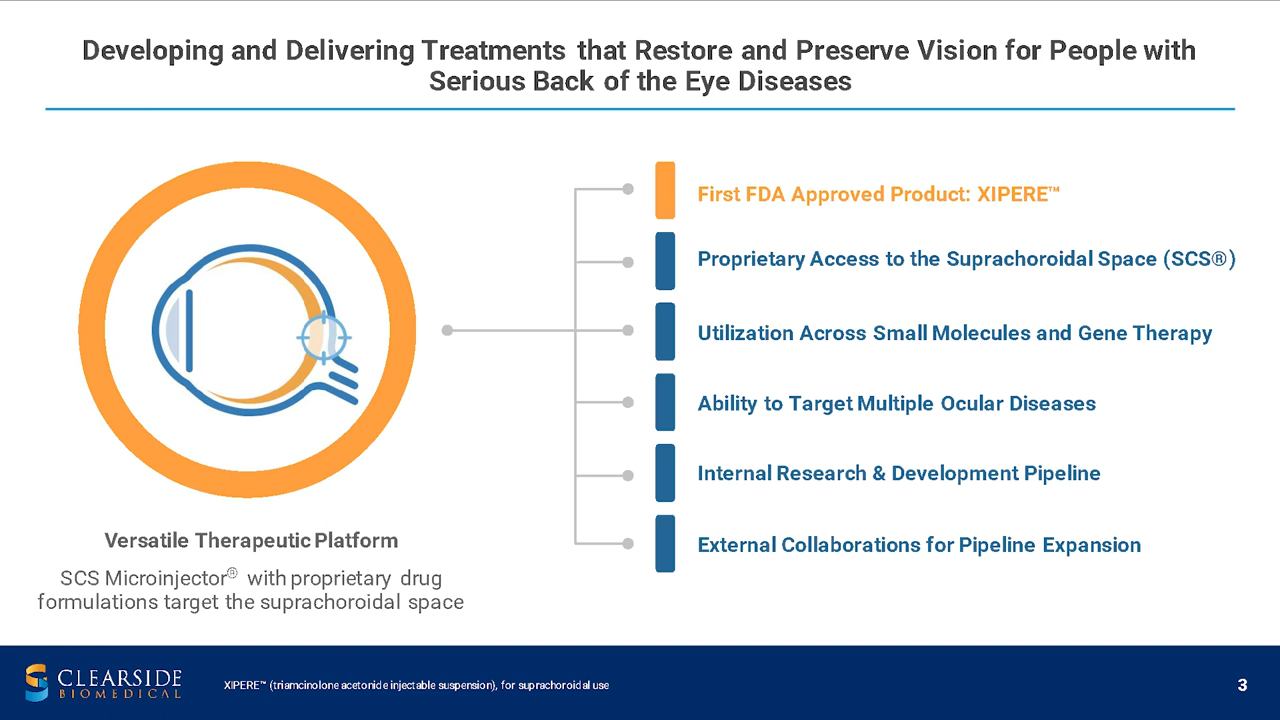 Developing and Delivering Treatments that Restore and Preserve Vision for People with
Serious Back of the Eye Diseases
First FDA Approved Product: XIPERE™
Proprietary Access to the Suprachoroidal Space (SCS®)
Utilization Across Small Molecules and Gene Therapy
Ability to Target Multiple Ocular Diseases
Internal Research & Development Pipeline
External Collaborations for Pipeline Expansion
Versatile Therapeutic Platform
SCS Microinjector® with proprietary drug
formulations target the suprachoroidal space
CLEARSIDE
BIOMEDICAL
XIPERE™ (triamcinolone acetonide injectable suspension), for suprachoroidal use
3